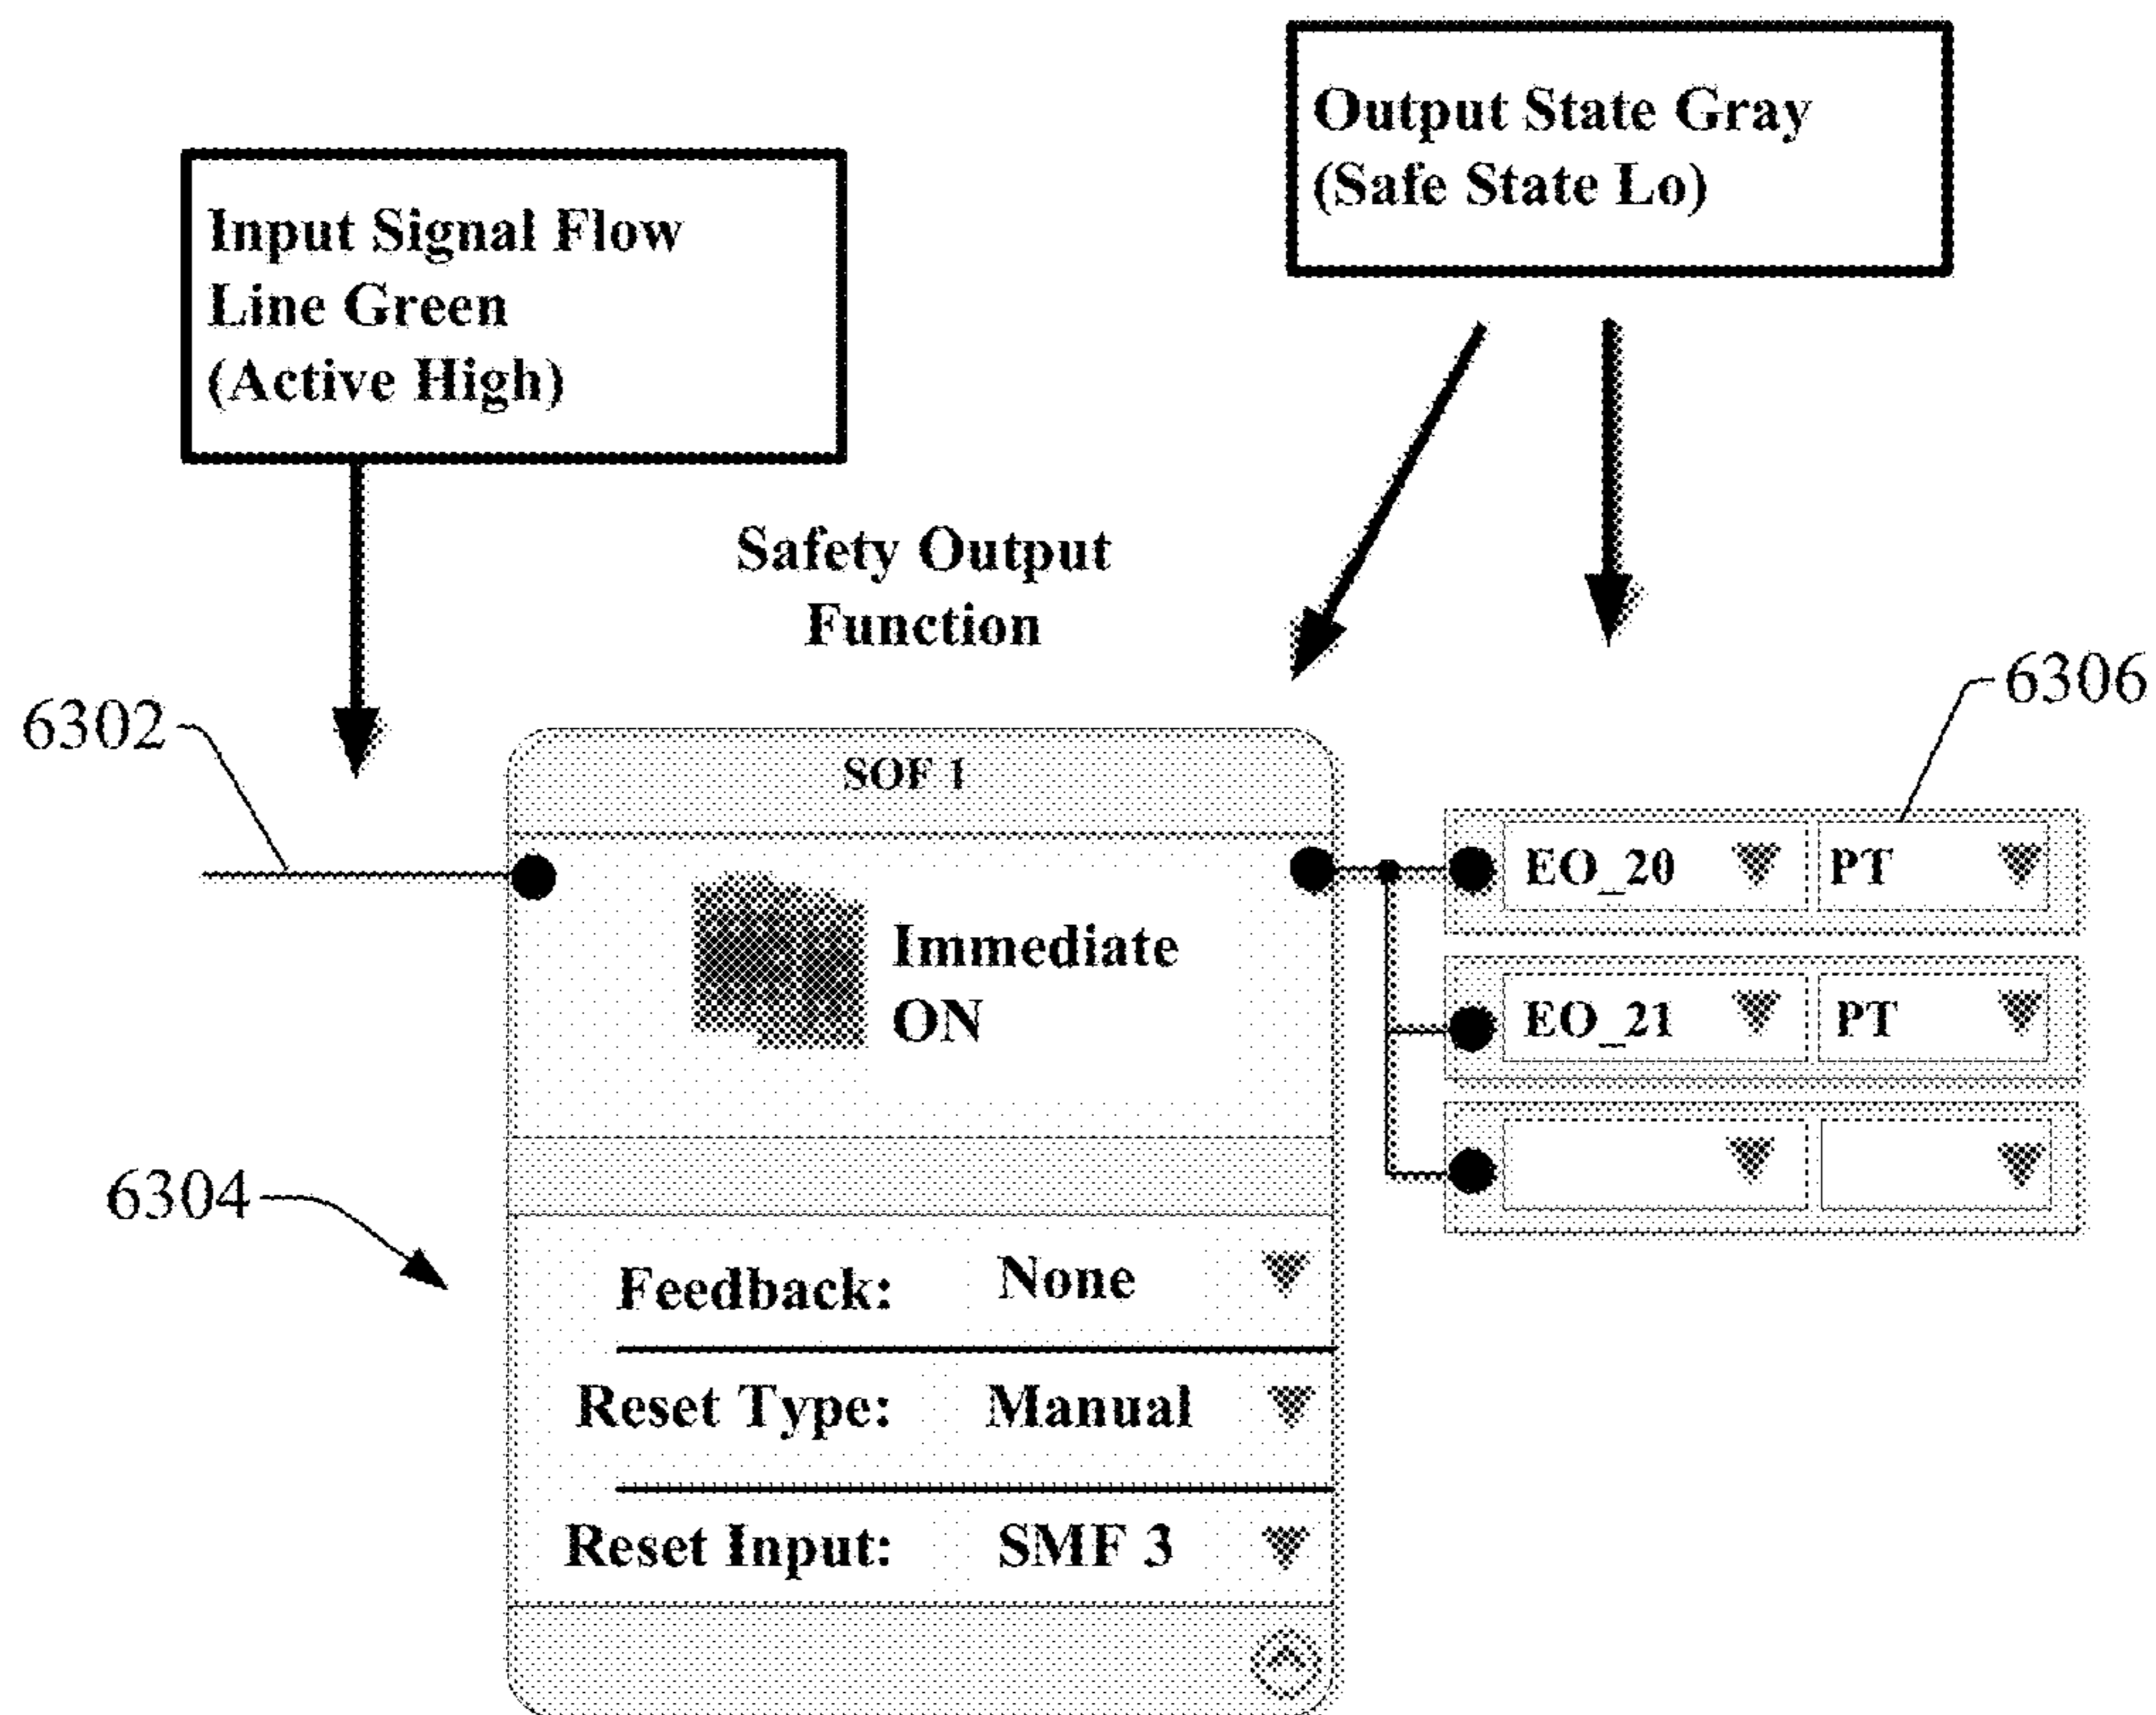 Output State Gray
(Safe State Lo)
Input Signal Flow
Line Green
(Active High)
Safety Output
Function
6302
6306
SOF 1
EO_20 PT
Immediate
ON
EO_21 PT
6304
Feedback: None
Reset Type: Manual
Reset Input: SMF 3